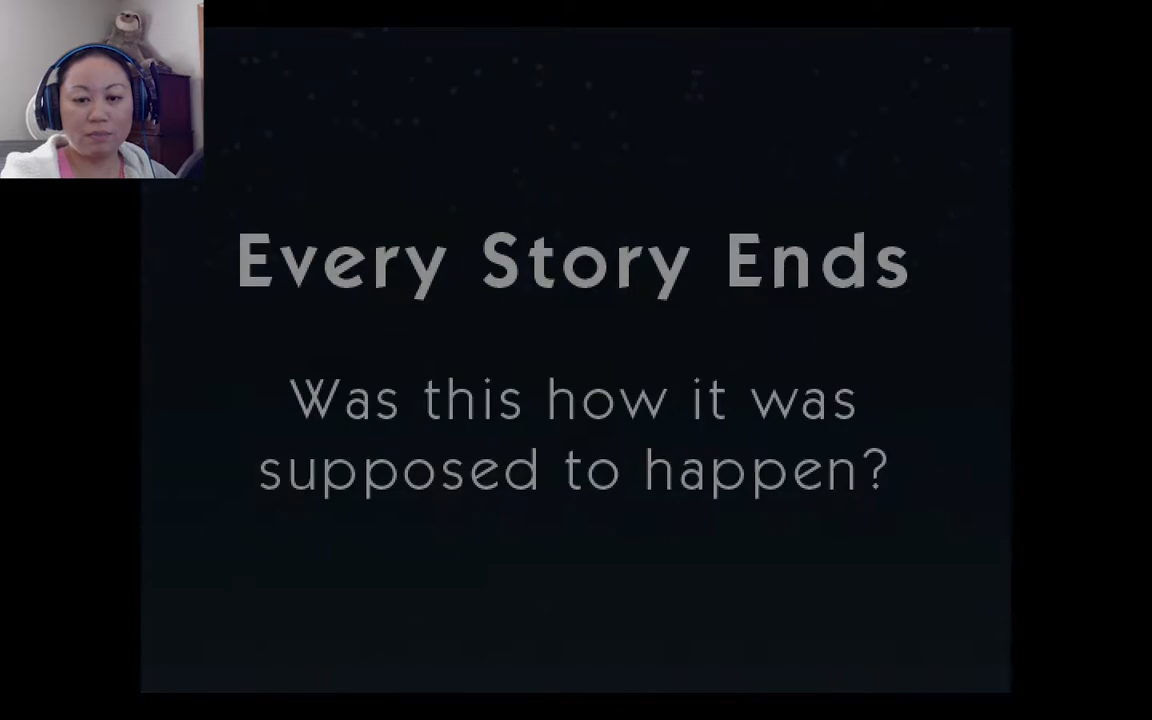 Every Story Ends
Was this how it was
supposed to happen?